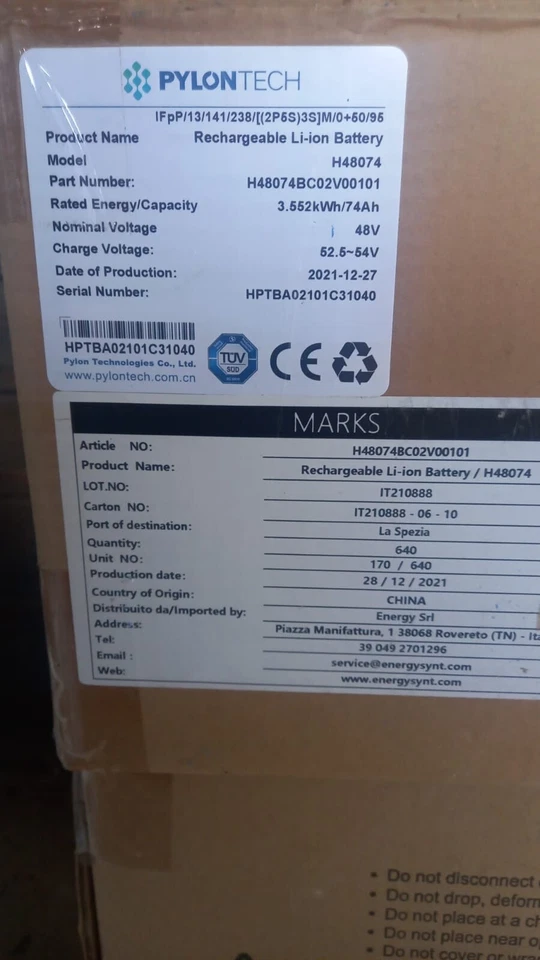 PYLONTECH
IFpP/13/141/238/[(2P5S)3S]M/0+50/95
Product Name Rechargeable Li-ion Battery
Model H48074
Part Number: H48074BC02V00101
Rated Energy/Capacity 3.552kWh/74Ah
Nominal Voltage 48V
Charge Voltage: 52.5~54V
Date of Production: 2021-12-27
Serial Number: HPTBA02101C31040
HPTBA02101C31040
Pylon Technologies Co., Ltd.
www.pylontech.com.cn
TÜV
SÜD
CE
MARKS
Article NO: H48074BC02V00101
Product Name: Rechargeable Li-ion Battery / H48074
LOT.NO: IT210888
Carton NO: IT210888 - 06 - 10
Port of destination: La Spezia
Quantity: 640
Unit NO: 170 / 640
Production date: 28 / 12 / 2021
Country of Origin: CHINA
Distribuito da/Imported by: Energy Srl
Address: Piazza Manifattura, 1 38068 Rovereto (TN) - Ita
Tel: 39 049 2701296
Email : service@energysynt.com
Web: www.energysynt.com
• Do not disconnect
• Do not drop, deform
• Do not place at a ch
• Do not place near o
• Do not cover or wra